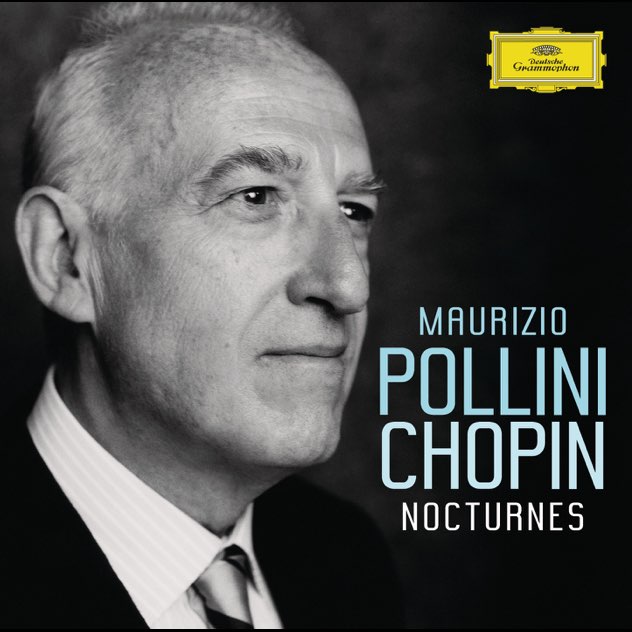 Deutsche
Grammophon
MAURIZIO
POLLINI
CHOPIN
NOCTURNES